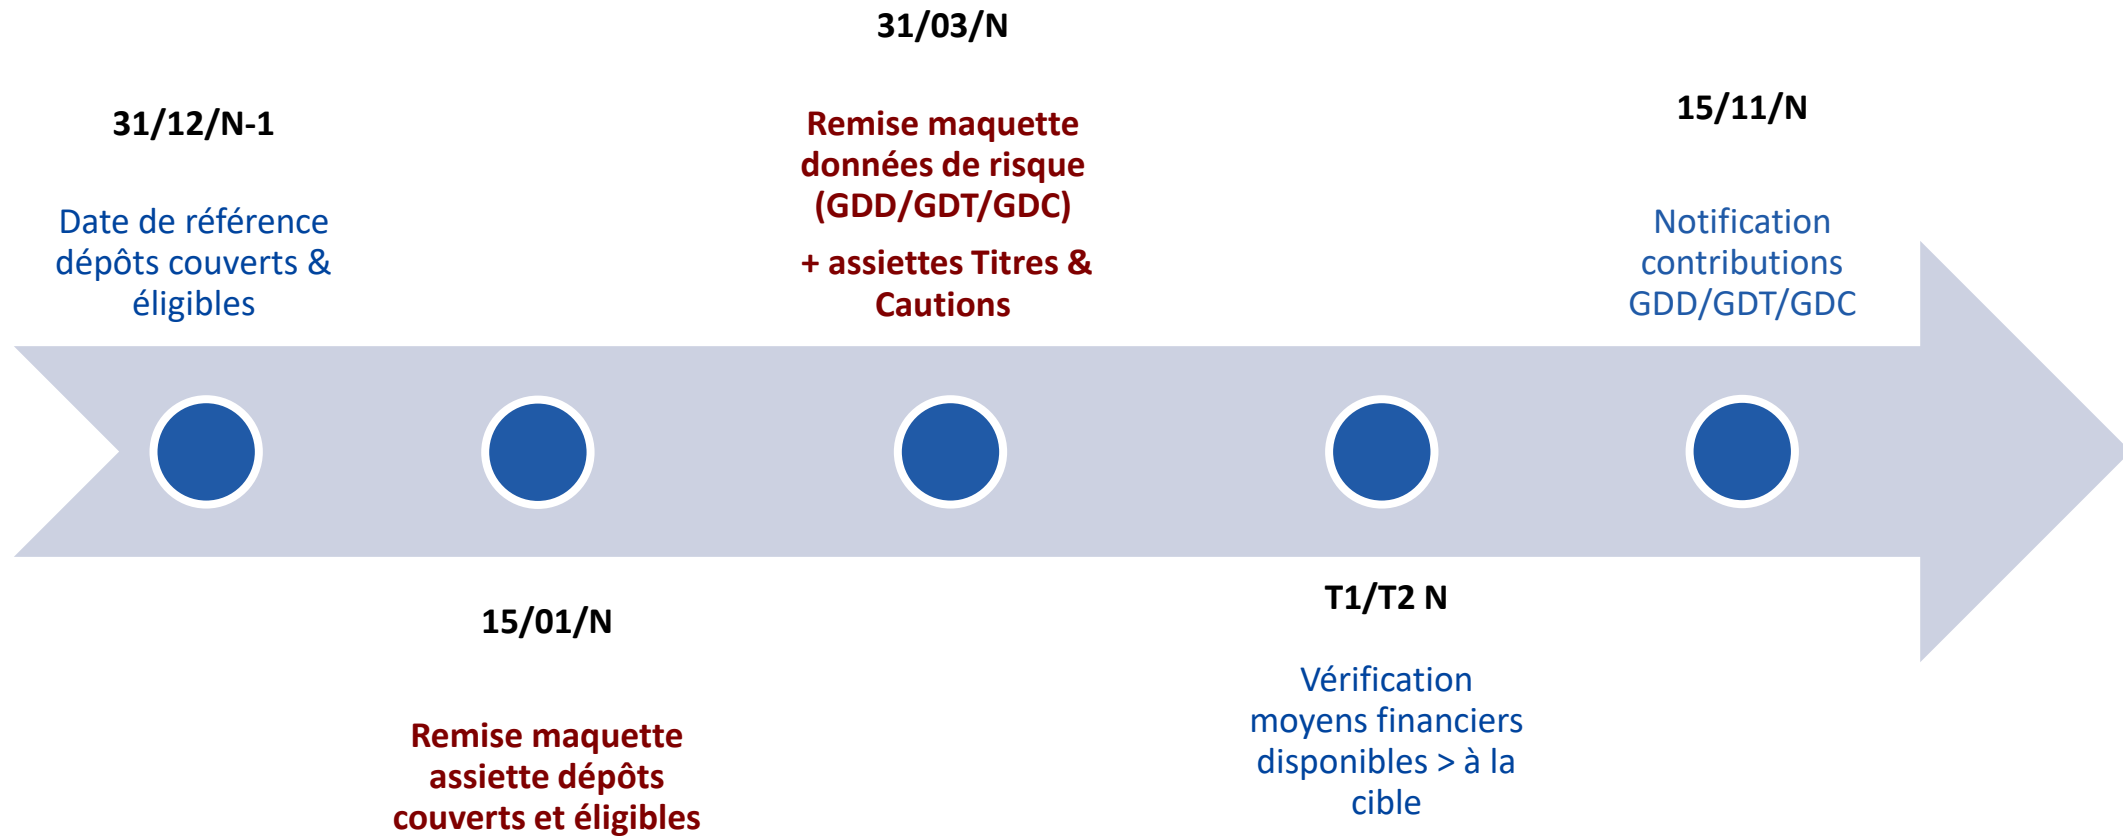 31/12/N-1
Date de référence
dépôts couverts &
éligibles
15/01/N
Remise maquette
assiette dépôts
couverts et éligibles
31/03/N
Remise maquette
données de risque
(GDD/GDT/GDC)
+ assiettes Titres &
Cautions
T1/T2 N
Vérification
moyens financiers
disponibles > à la
cible
15/11/N
Notification
contributions
GDD/GDT/GDC